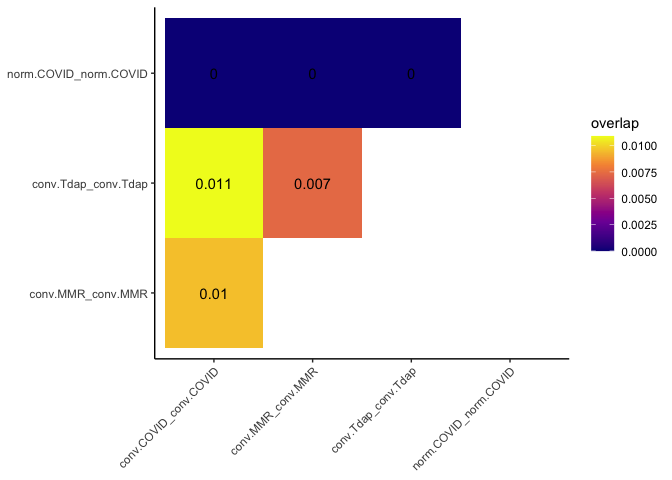 norm.COVID_norm.COVID
0 0 0
overlap
0.0100
0.0075
0.0050
0.0025
0.0000
conv.Tdap_conv.Tdap
0.011 0.007
conv.MMR_conv.MMR
0.01
conv.COVID_conv.COVID
conv.MMR_conv.MMR
conv.Tdap_conv.Tdap
norm.COVID_norm.COVID